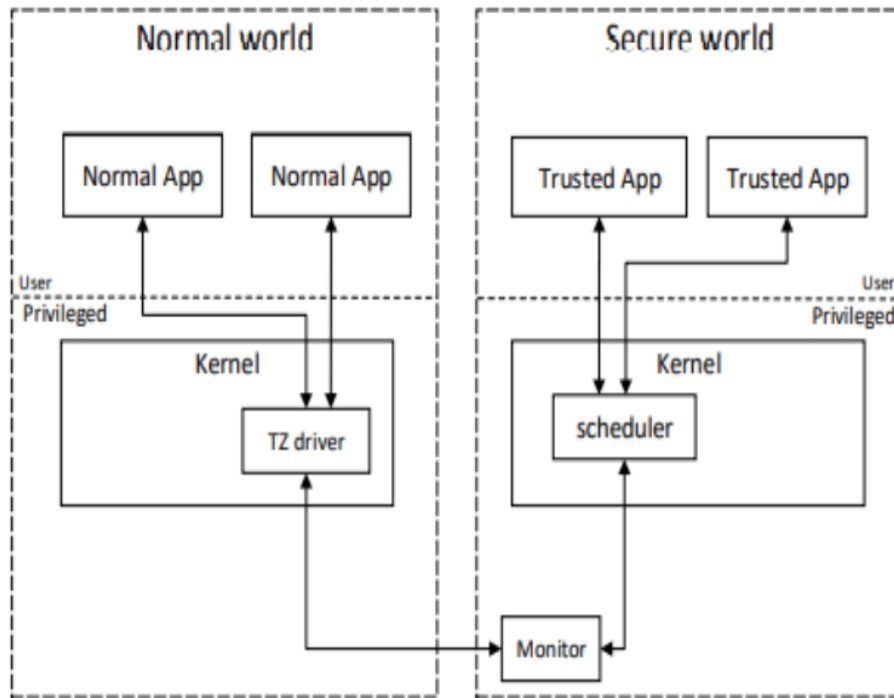 Normal world
Secure world
Normal App
Normal App
Trusted App
Trusted App
User
User
Privileged
Privileged
Kernel
Kernel
TZ driver
scheduler
Monitor